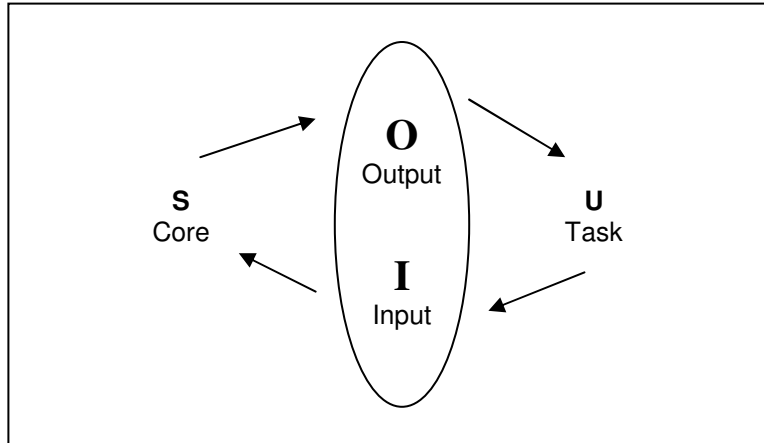 O
Output
S
Core
U
Task
I
Input